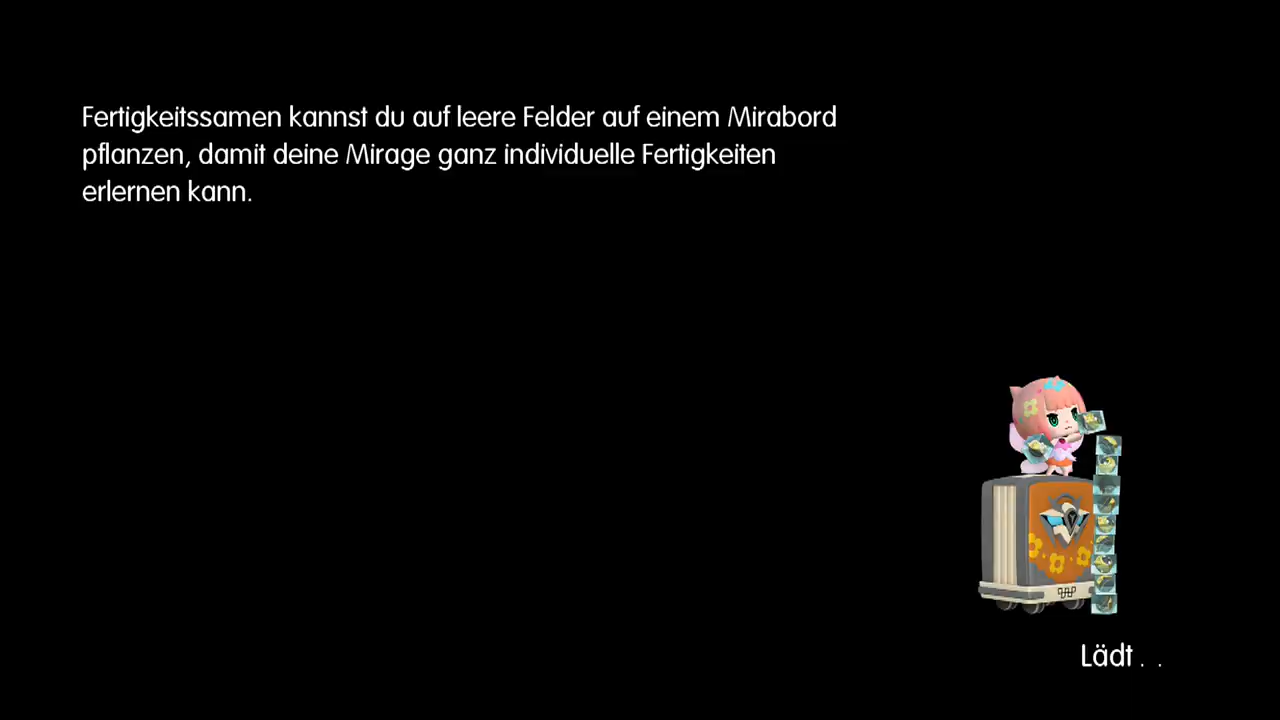 Fertigkeitssamen kannst du auf leere Felder auf einem Mirabord
pflanzen, damit deine Mirage ganz individuelle Fertigkeiten
erlernen kann.
Lädt . .